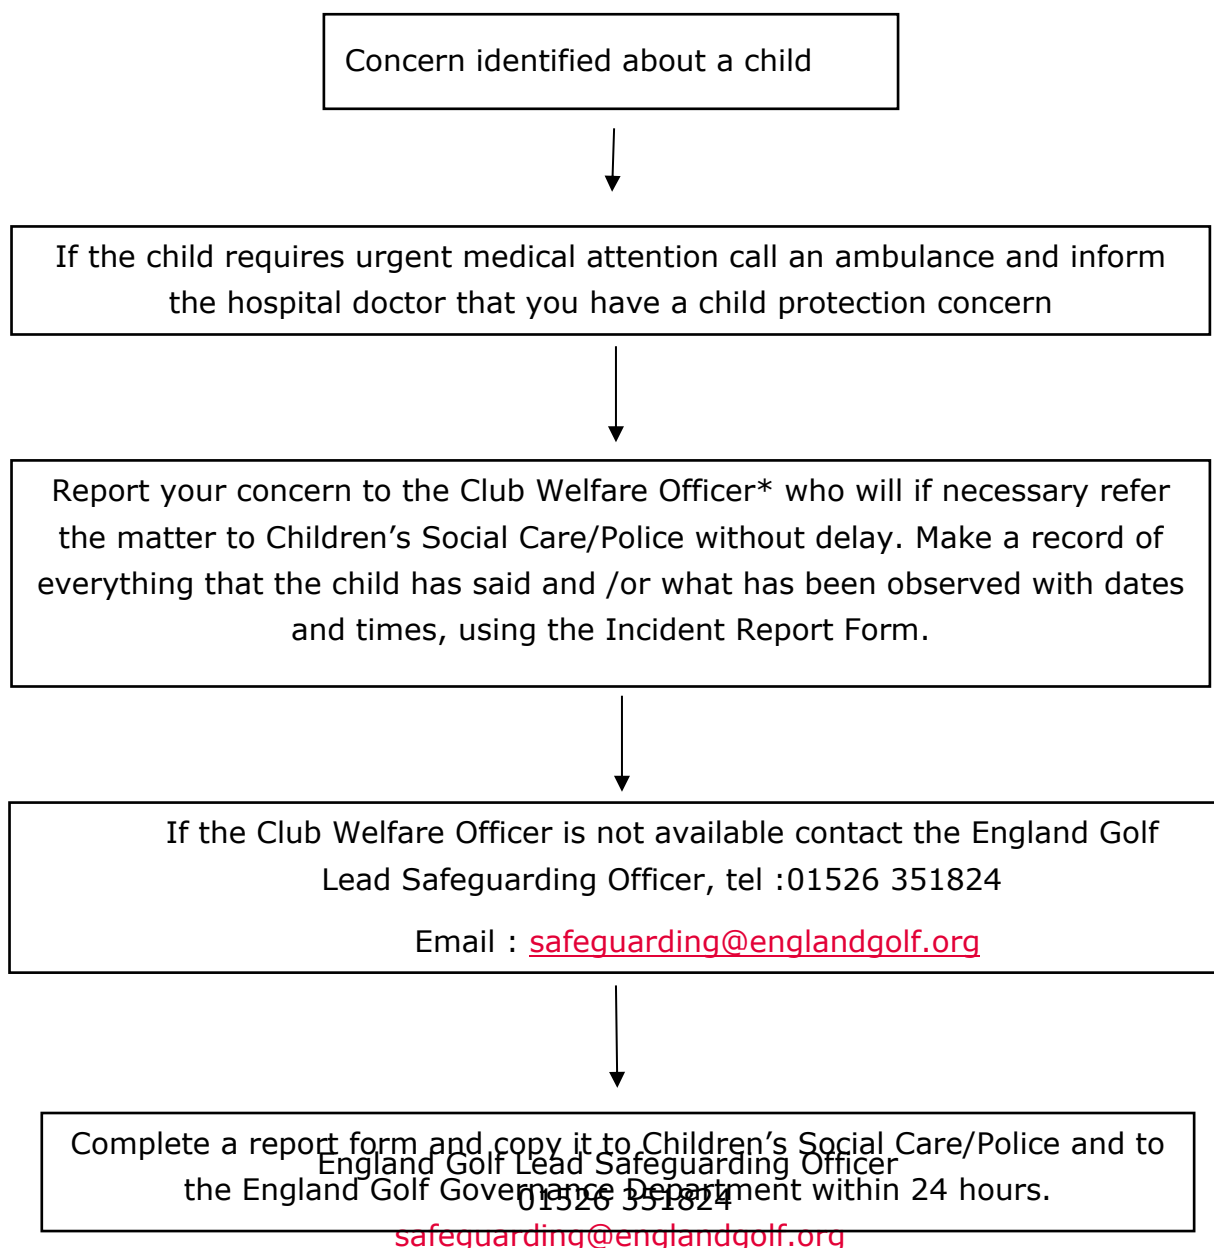 Concern identified about a child
If the child requires urgent medical attention call an ambulance and inform
the hospital doctor that you have a child protection concern
Report your concern to the Club Welfare Officer* who will if necessary refer
the matter to Children’s Social Care/Police without delay. Make a record of
everything that the child has said and /or what has been observed with dates
and times, using the Incident Report Form.
If the Club Welfare Officer is not available contact the England Golf
Lead Safeguarding Officer, tel :01526 351824
Email : safeguarding@englandgolf.org
Complete a report form and copy it to Children’s Social Care/Police and to
England Golf Lead Safeguarding Officer
the England Golf Governance Department within 24 hours.
01526 351824
safeguarding@englandgolf.org